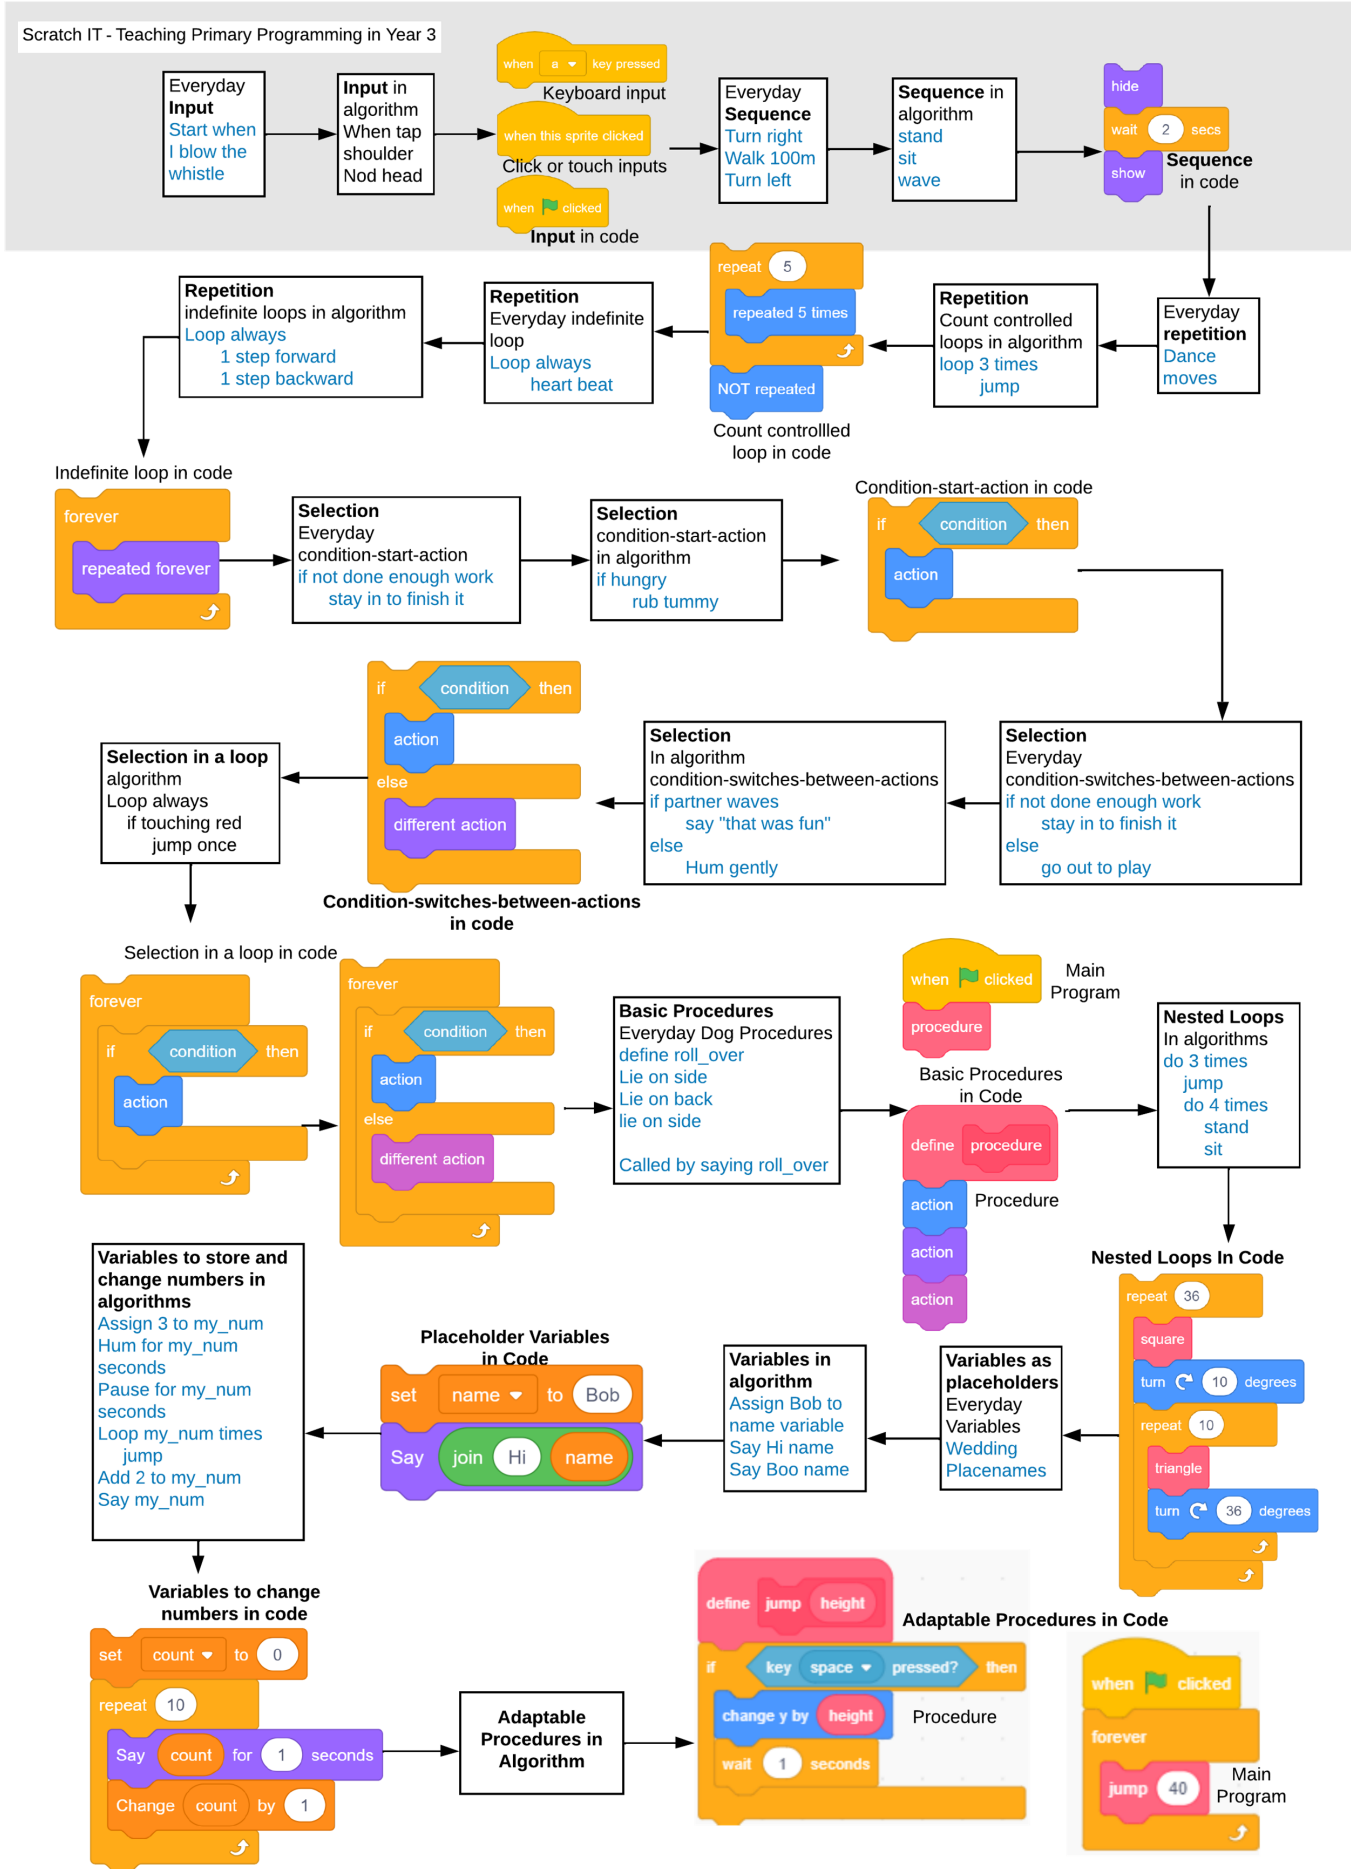 Scratch IT - Teaching Primary Programming in Year 3
Everyday
Input
Start when
I blow the
whistle
Input in
algorithm
When tap
shoulder
Nod head
when a key pressed
Keyboard input
when this sprite clicked
Click or touch inputs
when clicked
Input in code
Everyday
Sequence
Turn right
Walk 100m
Turn left
Sequence in
algorithm
stand
sit
wave
hide
wait 2 secs
show
Sequence
in code
Everyday
repetition
Dance
moves
Repetition
Count controlled
loops in algorithm
loop 3 times
jump
repeat 5
repeated 5 times
NOT repeated
Count controllled
loop in code
Repetition
Everyday indefinite
loop
Loop always
heart beat
Repetition
indefinite loops in algorithm
Loop always
1 step forward
1 step backward
Indefinite loop in code
forever
repeated forever
Selection
Everyday
condition-start-action
if not done enough work
stay in to finish it
Selection
condition-start-action
in algorithm
if hungry
rub tummy
Condition-start-action in code
if condition then
action
Selection
Everyday
condition-switches-between-actions
if not done enough work
stay in to finish it
else
go out to play
Selection
In algorithm
condition-switches-between-actions
if partner waves
say "that was fun"
else
Hum gently
if condition then
action
else
different action
Condition-switches-between-actions
in code
Selection in a loop
algorithm
Loop always
if touching red
jump once
Selection in a loop in code
forever
if condition then
action
forever
if condition then
action
else
different action
Basic Procedures
Everyday Dog Procedures
define roll_over
Lie on side
Lie on back
lie on side
Called by saying roll_over
when clicked
procedure
Main
Program
Basic Procedures
in Code
define procedure
action
action
action
Procedure
Nested Loops
In algorithms
do 3 times
jump
do 4 times
stand
sit
Nested Loops In Code
repeat 36
square
turn 10 degrees
repeat 10
triangle
turn 36 degrees
Variables as
placeholders
Everyday
Variables
Wedding
Placenames
Variables in
algorithm
Assign Bob to
name variable
Say Hi name
Say Boo name
Placeholder Variables
in Code
set name to Bob
Say join Hi name
Variables to store and
change numbers in
algorithms
Assign 3 to my_num
Hum for my_num
seconds
Pause for my_num
seconds
Loop my_num times
jump
Add 2 to my_num
Say my_num
Variables to change
numbers in code
set count to 0
repeat 10
Say count for 1 seconds
Change count by 1
Adaptable
Procedures in
Algorithm
define jump height
Adaptable Procedures in Code
if key space pressed? then
change y by height
wait 1 seconds
Procedure
when clicked
forever
jump 40
Main
Program